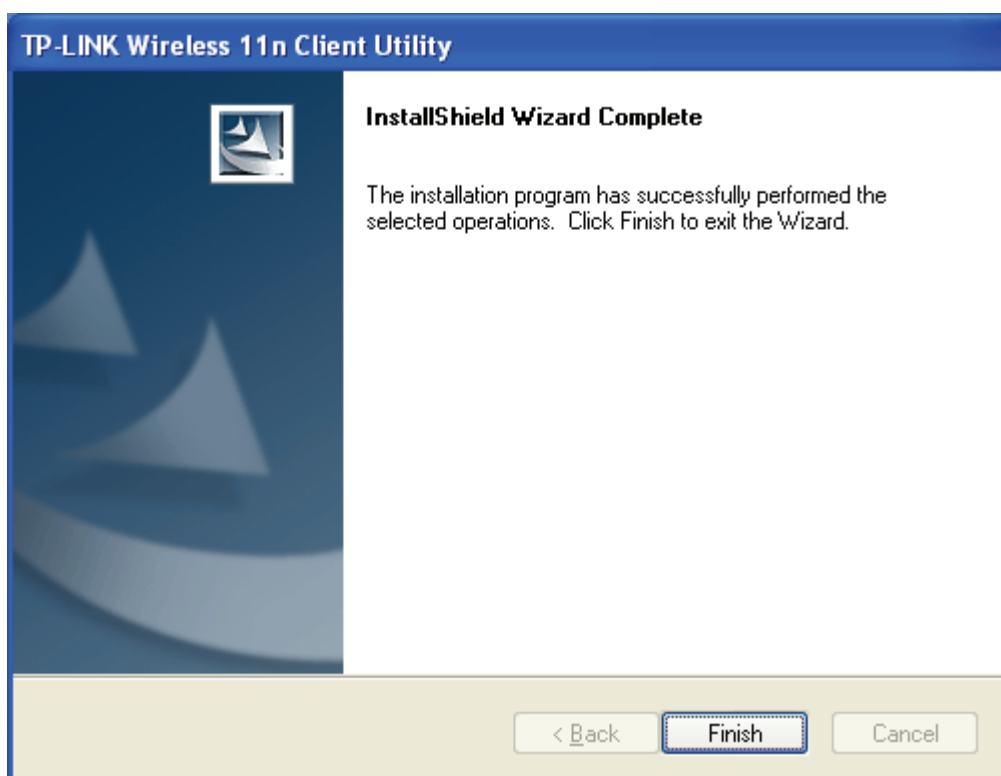 TP-LINK Wireless 11n Client Utility
InstallShield Wizard Complete
The installation program has successfully performed the
selected operations.  Click Finish to exit the Wizard.
< Back
Finish
Cancel